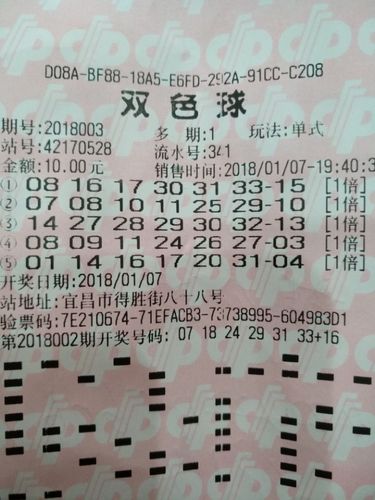 D08A-BF88-18A5-E6FD-292A-91CC-C208
双色球
期号:2018003 多 期:1 玩法:单式
站号:42170528 流水号:341
金额:10.00元 销售时间:2018/01/07-19:40:3
① 08 16 17 30 31 33-15 [1倍]
② 07 08 10 11 25 29-10 [1倍]
③ 14 27 28 29 30 32-13 [1倍]
④ 08 09 11 24 26 27-03 [1倍]
⑤ 01 14 16 17 20 31-04 [1倍]
开奖日期:2018/01/07
站地址:宜昌市得胜街八十八号
验票码:7E210674-71EFACB3-73738995-604983D1
第2018002期开奖号码: 07 18 24 29 31 33+16